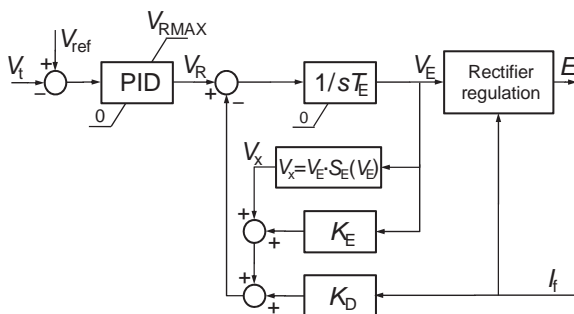 V_RMAX
V_ref
V_t
+
−
PID
0
V_R
+
−
1/sT_E
0
V_E
Rectifier
regulation
E
V_x
V_x=V_E·S_E(V_E)
+
+
K_E
+
+
K_D
I_f